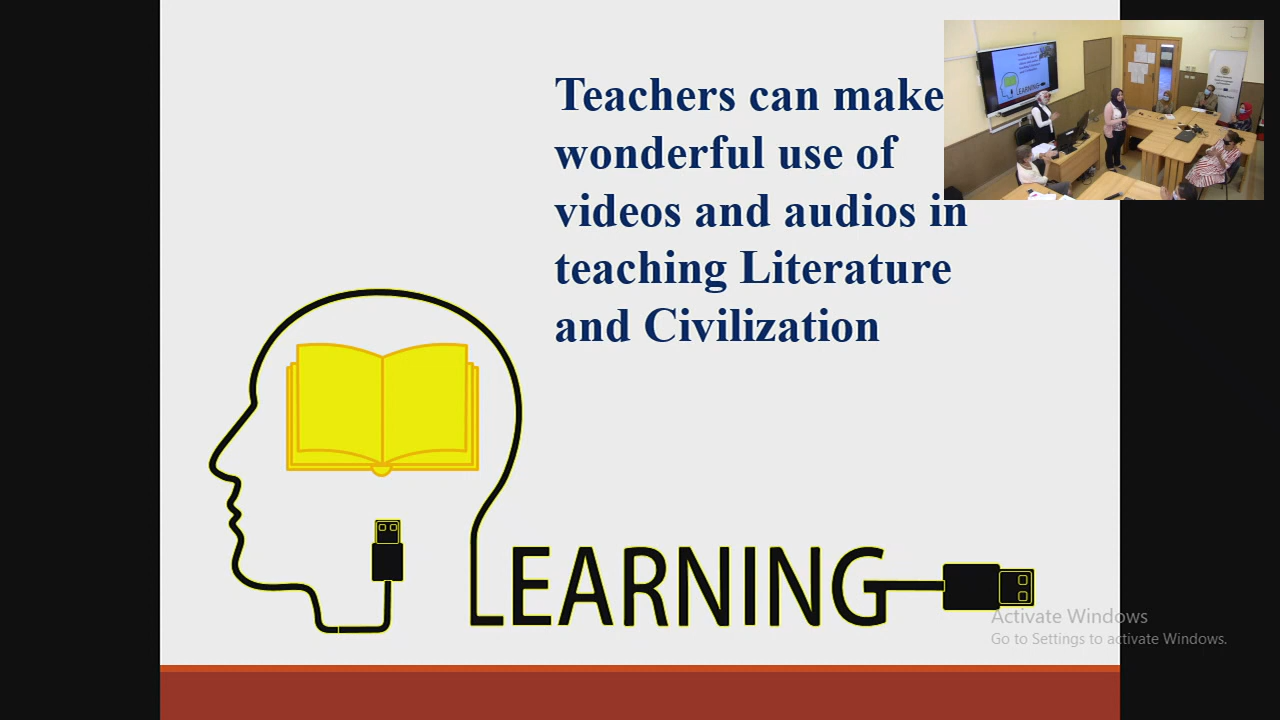 Teachers can make
wonderful use of
videos and audios in
teaching Literature
and Civilization
LEARNING
Activate Windows
Go to Settings to activate Windows.